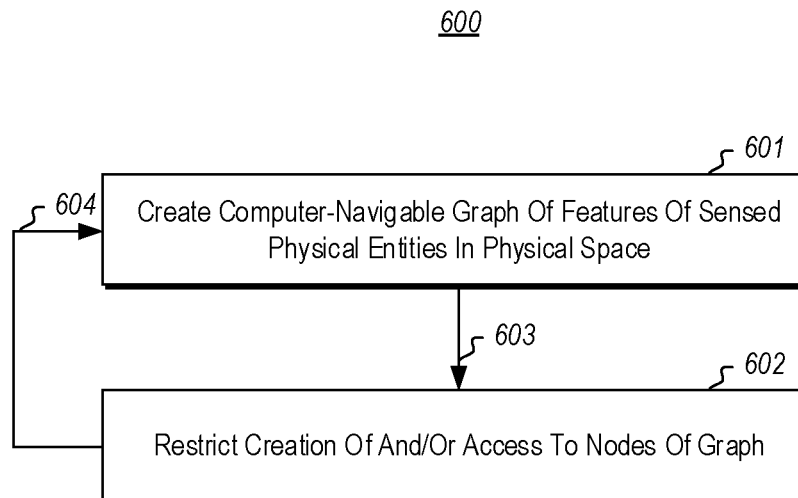 600
601
604
Create Computer-Navigable Graph Of Features Of Sensed
Physical Entities In Physical Space
603
602
Restrict Creation Of And/Or Access To Nodes Of Graph